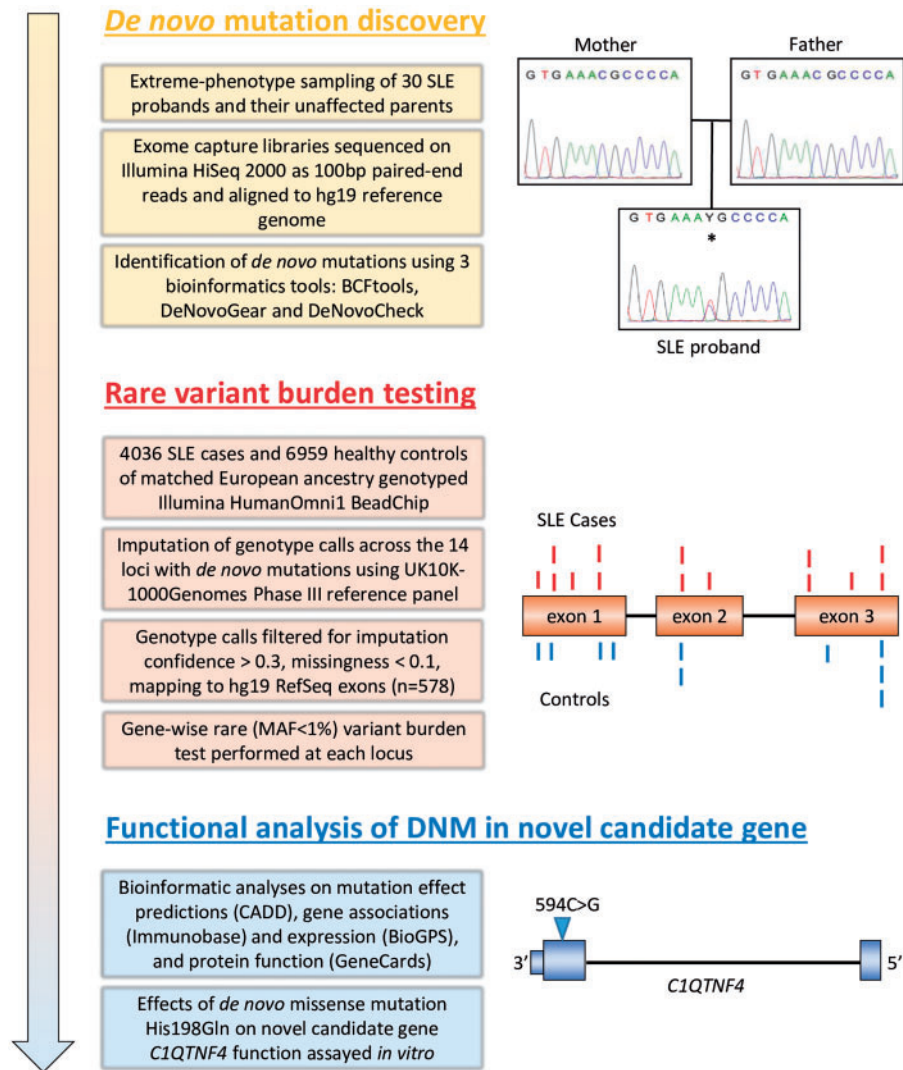 De novo mutation discovery
Extreme-phenotype sampling of 30 SLE
probands and their unaffected parents
Exome capture libraries sequenced on
Illumina HiSeq 2000 as 100bp paired-end
reads and aligned to hg19 reference
genome
Identification of de novo mutations using 3
bioinformatics tools: BCFtools,
DeNovoGear and DeNovoCheck
Mother
G T G A A A C G C C C C A
Father
G T G A A A C G C C C C A
G T G A A A Y G C C C C A
*
SLE proband
Rare variant burden testing
4036 SLE cases and 6959 healthy controls
of matched European ancestry genotyped
Illumina HumanOmni1 BeadChip
Imputation of genotype calls across the 14
loci with de novo mutations using UK10K-
1000Genomes Phase III reference panel
Genotype calls filtered for imputation
confidence > 0.3, missingness < 0.1,
mapping to hg19 RefSeq exons (n=578)
Gene-wise rare (MAF<1%) variant burden
test performed at each locus
SLE Cases
exon 1 exon 2 exon 3
Controls
Functional analysis of DNM in novel candidate gene
Bioinformatic analyses on mutation effect
predictions (CADD), gene associations
(Immunobase) and expression (BioGPS),
and protein function (GeneCards)
Effects of de novo missense mutation
His198Gln on novel candidate gene
C1QTNF4 function assayed in vitro
594C>G
3’ 5’
C1QTNF4